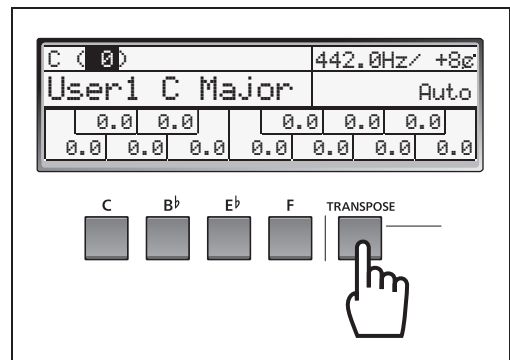 C ( 0) 442.0Hz/ +8¢
User1 C Major Auto
0.0 0.0 0.0 0.0 0.0
0.0 0.0 0.0 0.0 0.0 0.0 0.0
C B♭ E♭ F TRANSPOSE